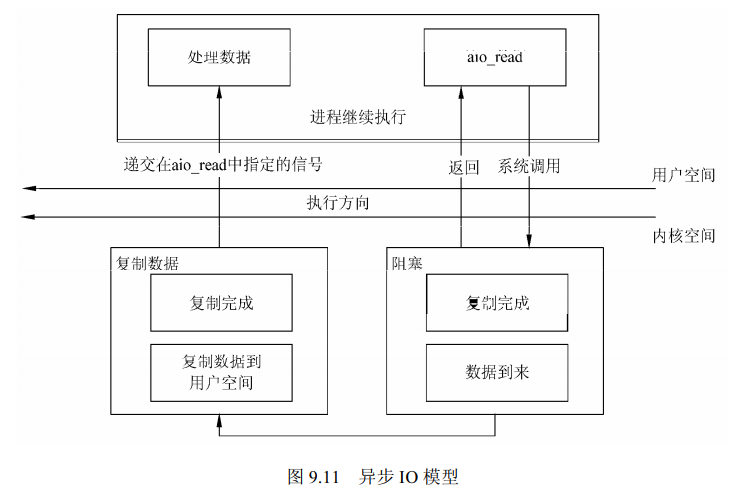 处理数据
aio_read
进程继续执行
递交在aio_read中指定的信号
返回
系统调用
用户空间
执行方向
内核空间
复制数据
阻塞
复制完成
复制完成
复制数据到
用户空间
数据到来
图 9.11 异步 IO 模型